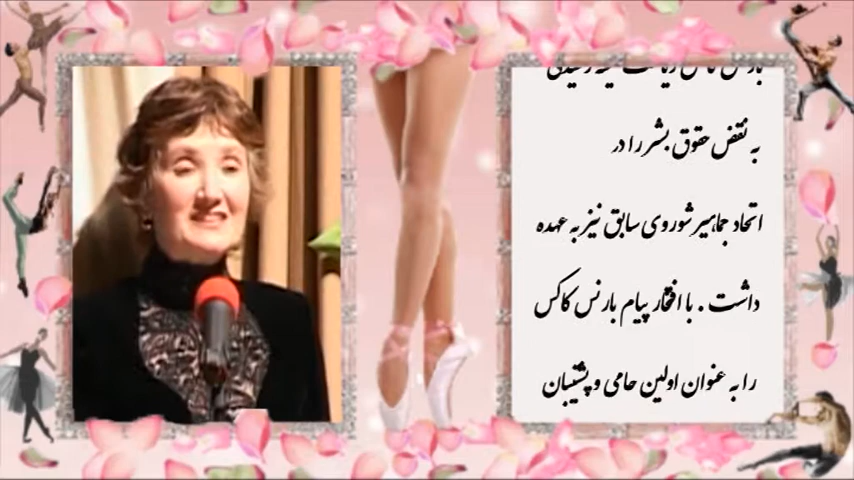 به نقض حقوق بشر را در
اتحاد جماهیر شوروی سابق نیز به عهده
داشت . با افتخار پیام بارنس کاکس
را به عنوان اولین حامی و پشتیبان